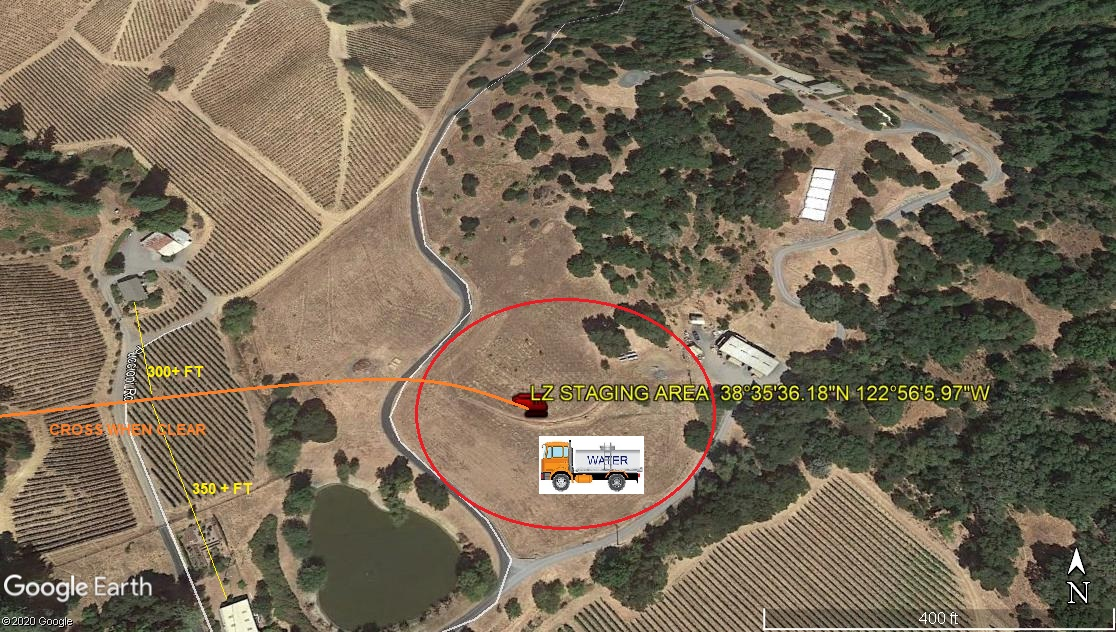 LZ STAGING AREA 38°35'36.18"N 122°56'5.97"W
300+ FT
CROSS WHEN CLEAR
WATER
350 + FT
Google Earth
N
©2020 Google
400 ft